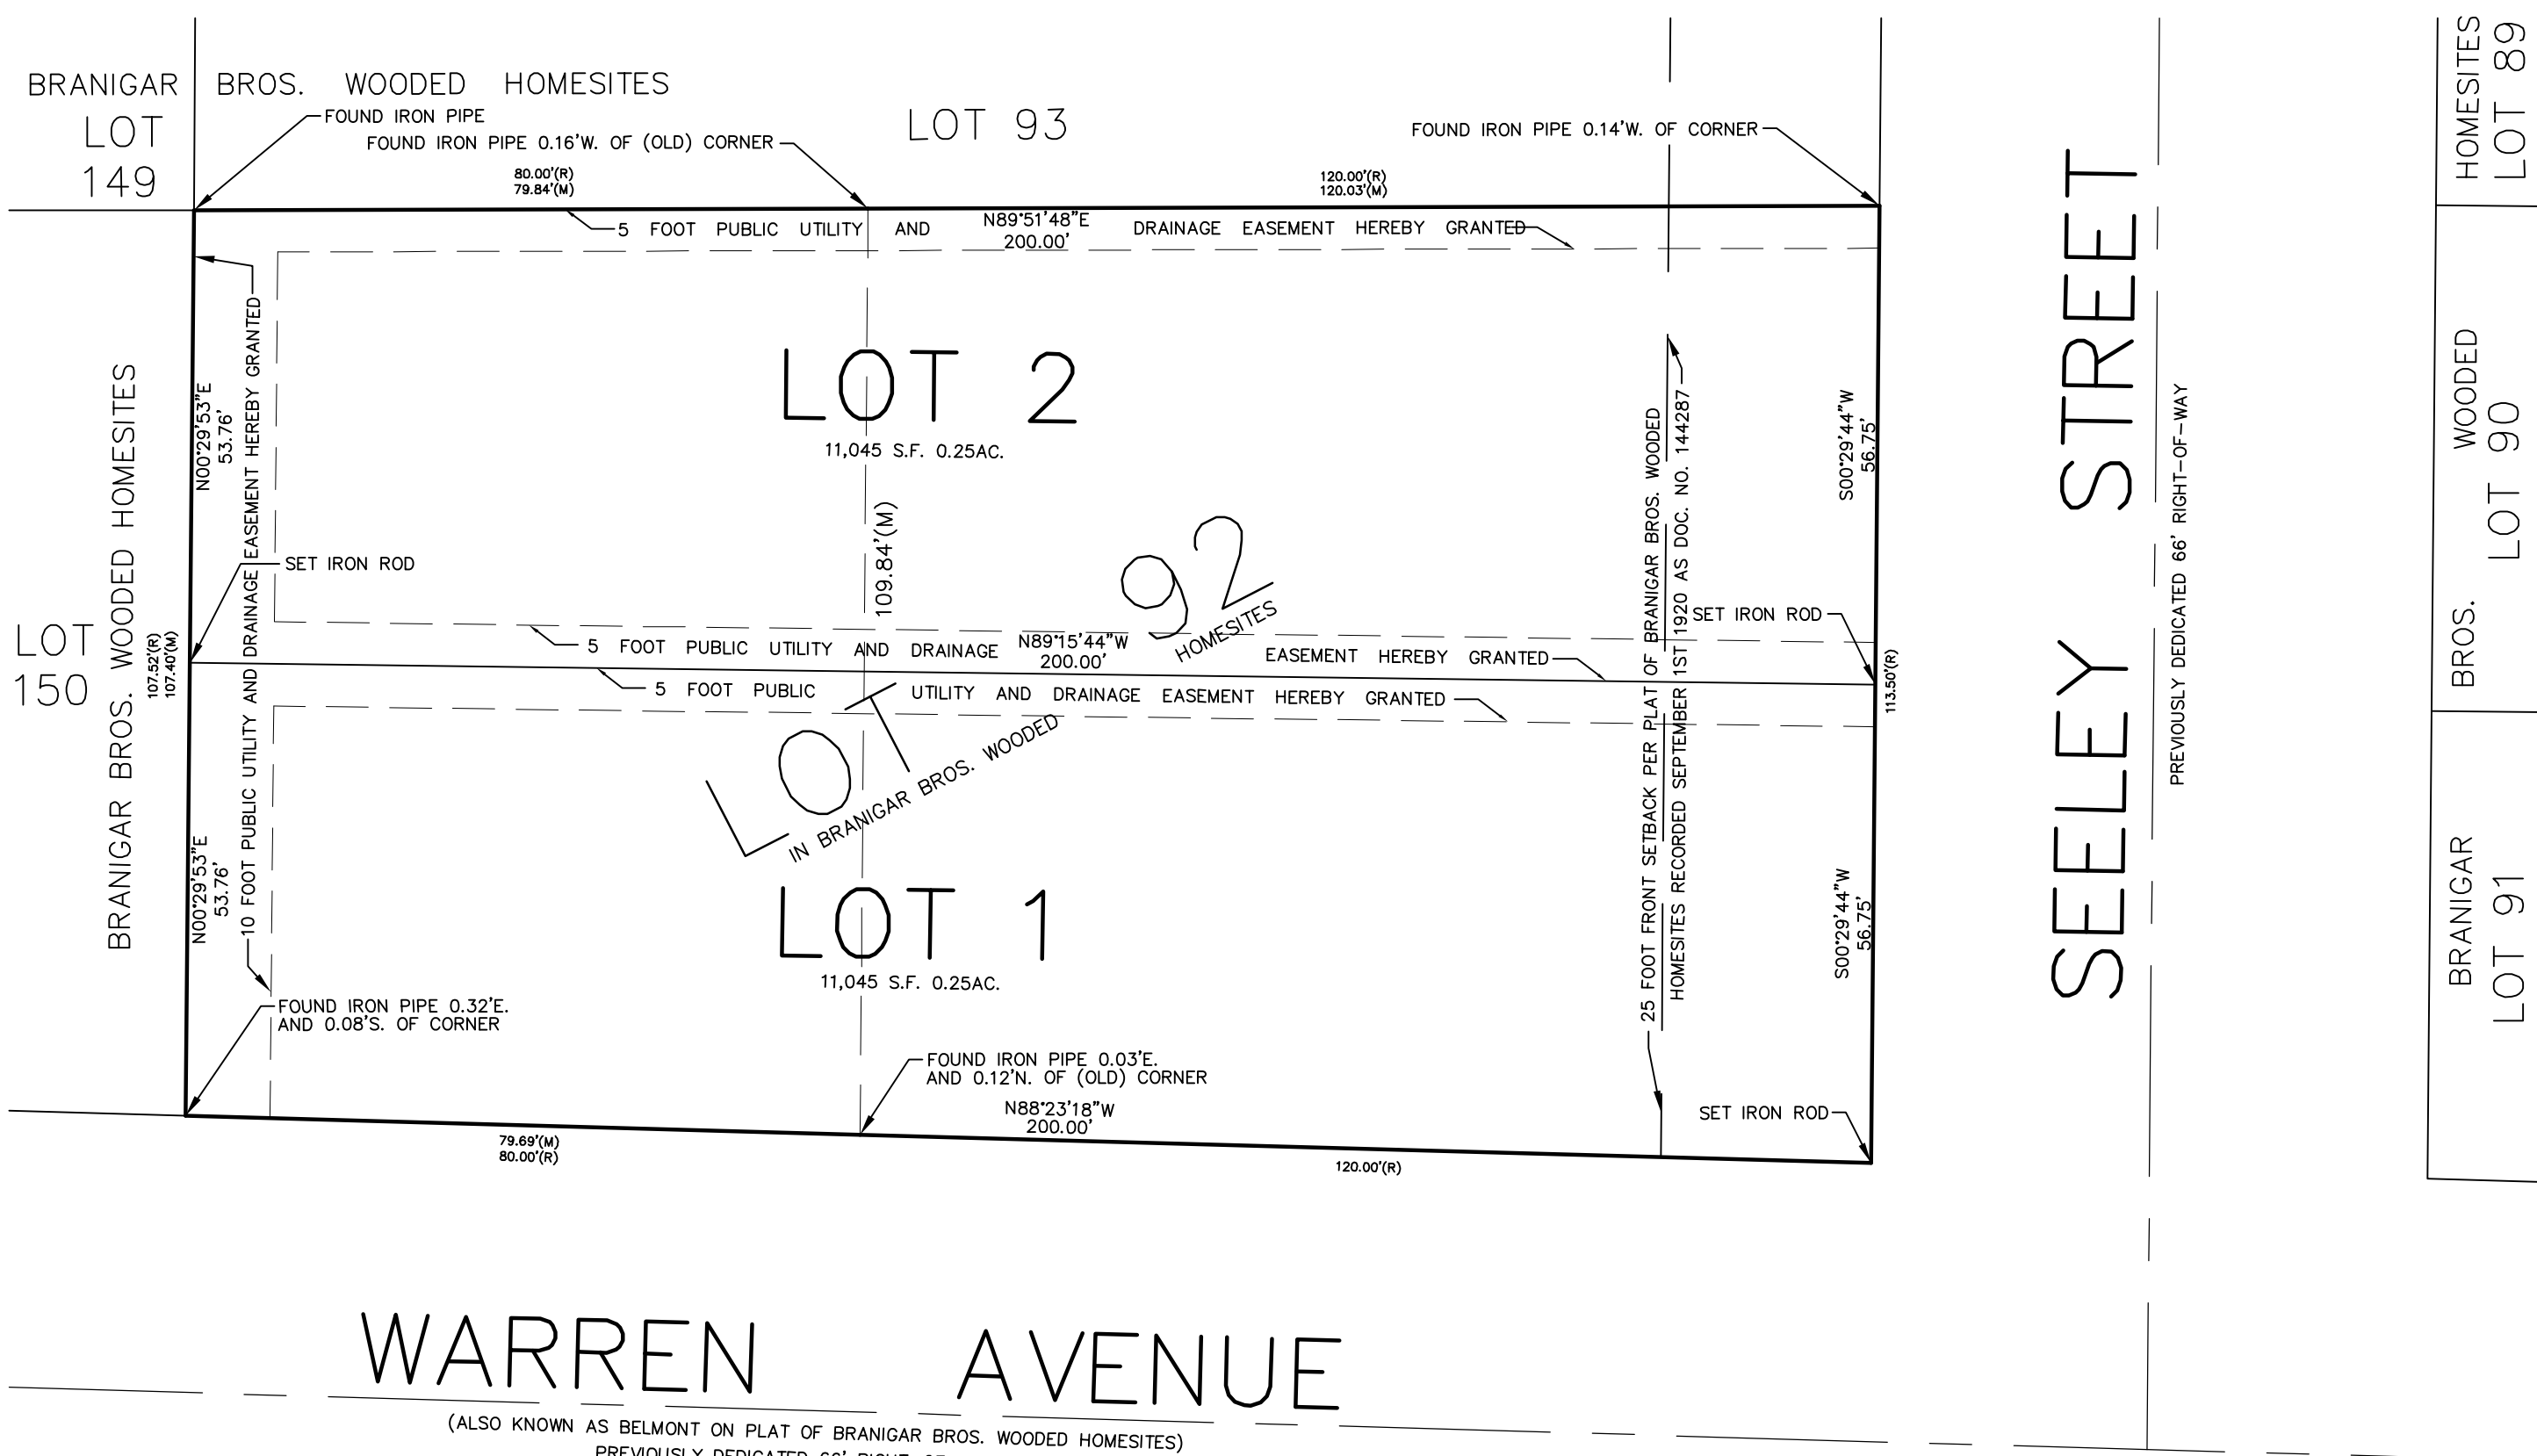 BRANIGAR BROS. WOODED HOMESITES
LOT
149
FOUND IRON PIPE
FOUND IRON PIPE 0.16'W. OF (OLD) CORNER
LOT 93
FOUND IRON PIPE 0.14'W. OF CORNER
80.00'(R)
79.84'(M)
120.00'(R)
120.03'(M)
5 FOOT PUBLIC UTILITY AND DRAINAGE EASEMENT HEREBY GRANTED
N89°51'48"E
200.00'
LOT 2
11,045 S.F. 0.25AC.
N00°29'53"E
53.76'
10 FOOT PUBLIC UTILITY AND DRAINAGE EASEMENT HEREBY GRANTED
S00°29'44"W
56.75'
109.84'(M)
SET IRON ROD
LOT
150
BRANIGAR BROS. WOODED HOMESITES
107.52'(R)
107.40'(M)
5 FOOT PUBLIC UTILITY AND DRAINAGE EASEMENT HEREBY GRANTED
N89°15'44"W
200.00'
SET IRON ROD
113.50'(R)
5 FOOT PUBLIC UTILITY AND DRAINAGE EASEMENT HEREBY GRANTED
LOT 92
IN BRANIGAR BROS. WOODED HOMESITES
25 FOOT FRONT SETBACK PER PLAT OF BRANIGAR BROS. WOODED
HOMESITES RECORDED SEPTEMBER 1ST 1920 AS DOC. NO. 144287
N00°29'53"E
53.76'
LOT 1
11,045 S.F. 0.25AC.
S00°29'44"W
56.75'
FOUND IRON PIPE 0.32'E.
AND 0.08'S. OF CORNER
FOUND IRON PIPE 0.03'E.
AND 0.12'N. OF (OLD) CORNER
N88°23'18"W
200.00'
SET IRON ROD
79.69'(M)
80.00'(R)
120.00'(R)
SEELEY STREET
PREVIOUSLY DEDICATED 66' RIGHT-OF-WAY
BRANIGAR BROS. WOODED HOMESITES
LOT 89
LOT 90
LOT 91
WARREN AVENUE
(ALSO KNOWN AS BELMONT ON PLAT OF BRANIGAR BROS. WOODED HOMESITES)
PREVIOUSLY DEDICATED 66' RIGHT-OF